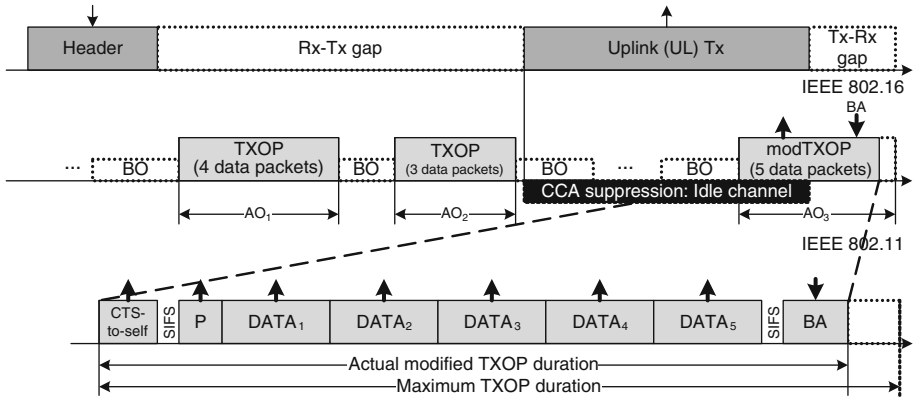 Header
Rx-Tx gap
Uplink (UL) Tx
Tx-Rx
gap
IEEE 802.16
BA
...
BO
TXOP
(4 data packets)
BO
TXOP
(3 data packets)
BO
...
BO
modTXOP
(5 data packets)
CCA suppression: Idle channel
AO₁
AO₂
AO₃
IEEE 802.11
CTS-
to-self
SIFS
P
DATA₁
DATA₂
DATA₃
DATA₄
DATA₅
SIFS
BA
Actual modified TXOP duration
Maximum TXOP duration